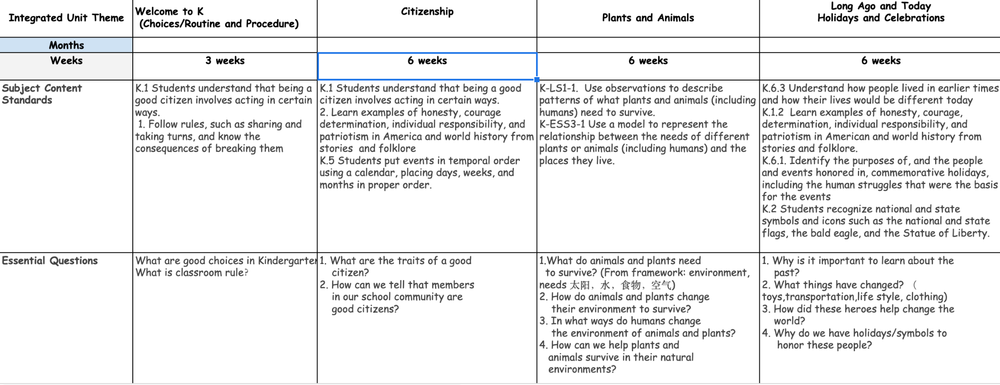 Integrated Unit Theme
Welcome to K
(Choices/Routine and Procedure)
Citizenship
Plants and Animals
Long Ago and Today
Holidays and Celebrations
Months
Weeks
3 weeks
6 weeks
6 weeks
6 weeks
Subject Content
Standards
K.1 Students understand that being a
good citizen involves acting in certain
ways.
1. Follow rules, such as sharing and
taking turns, and know the
consequences of breaking them
K.1 Students understand that being a good
citizen involves acting in certain ways.
2. Learn examples of honesty, courage
determination, individual responsibility, and
patriotism in America and world history from
stories and folklore
K.5 Students put events in temporal order
using a calendar, placing days, weeks, and
months in proper order.
K-LS1-1. Use observations to describe
patterns of what plants and animals (including
humans) need to survive.
K-ESS3-1 Use a model to represent the
relationship between the needs of different
plants or animals (including humans) and the
places they live.
K.6.3 Understand how people lived in earlier times
and how their lives would be different today
K.1.2 Learn examples of honesty, courage,
determination, individual responsibility, and
patriotism in American and world history from
stories and folklore.
K.6.1. Identify the purposes of, and the people
and events honored in, commemorative holidays,
including the human struggles that were the basis
for the events
K.2 Students recognize national and state
symbols and icons such as the national and state
flags, the bald eagle, and the Statue of Liberty.
Essential Questions
What are good choices in Kindergarter
What is classroom rule?
1. What are the traits of a good
citizen?
2. How can we tell that members
in our school community are
good citizens?
1.What do animals and plants need
to survive? (From framework: environment,
needs 太阳，水，食物，空气)
2. How do animals and plants change
their environment to survive?
3. In what ways do humans change
the environment of animals and plants?
4. How can we help plants and
animals survive in their natural
environments?
1. Why is it important to learn about the
past?
2. What things have changed? （
toys,transportation,life style, clothing)
3. How did these heroes help change the
world?
4. Why do we have holidays/symbols to
honor these people?